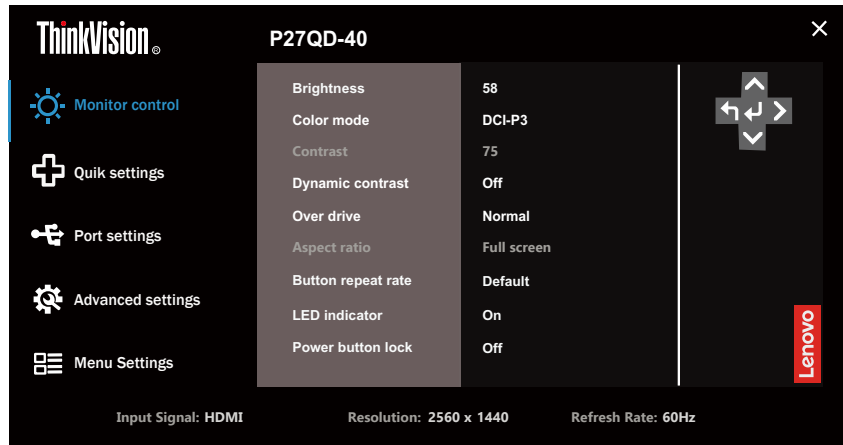 ThinkVision®
P27QD-40
Monitor control
Quik settings
Port settings
Advanced settings
Menu Settings
Brightness 58
Color mode DCI-P3
Contrast 75
Dynamic contrast Off
Over drive Normal
Aspect ratio Full screen
Button repeat rate Default
LED indicator On
Power button lock Off
Lenovo
Input Signal: HDMI Resolution: 2560 x 1440 Refresh Rate: 60Hz